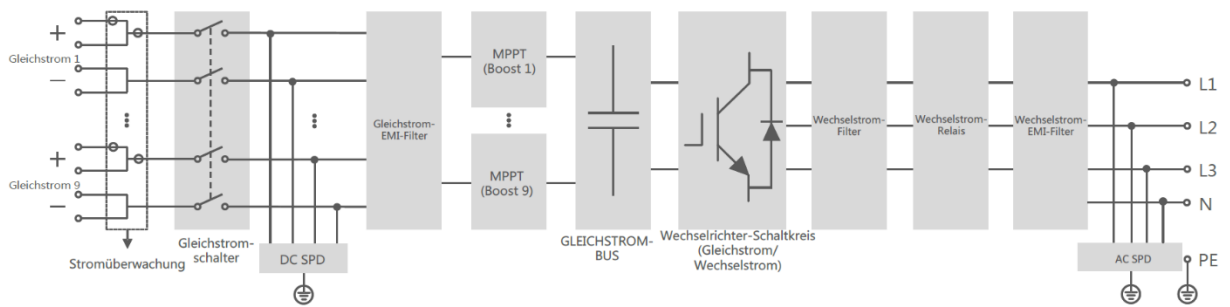 +
Gleichstrom 1
—
+
Gleichstrom 9
—
Stromüberwachung
Gleichstrom-
schalter
DC SPD
Gleichstrom-
EMI-Filter
MPPT
(Boost 1)
MPPT
(Boost 9)
GLEICHSTROM-
BUS
Wechselrichter-Schaltkreis
(Gleichstrom/
Wechselstrom)
Wechselstrom-
Filter
Wechselstrom-
Relais
Wechselstrom-
EMI-Filter
L1
L2
L3
N
AC SPD
PE